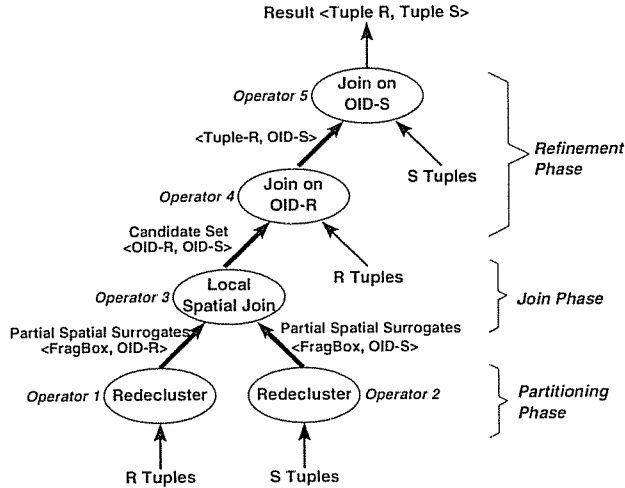 Result <Tuple R, Tuple S>
Operator 5
Join on
OID-S
<Tuple-R, OID-S>
S Tuples
Refinement
Phase
Operator 4
Join on
OID-R
Candidate Set
<OID-R, OID-S>
R Tuples
Operator 3
Local
Spatial Join
Join Phase
Partial Spatial Surrogates
<FragBox, OID-R>
Partial Spatial Surrogates
<FragBox, OID-S>
Operator 1
Redecluster
Redecluster
Operator 2
Partitioning
Phase
R Tuples
S Tuples